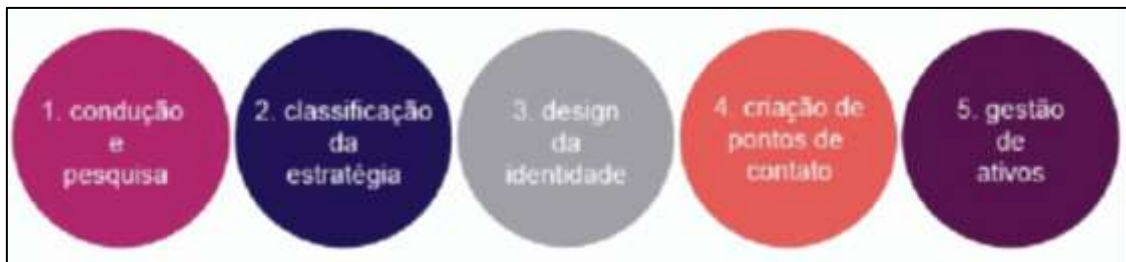 1. condução
e
pesquisa
2. classificação
da
estratégia
3. design
da
identidade
4. criação de
pontos de
contato
5. gestão
de
ativos